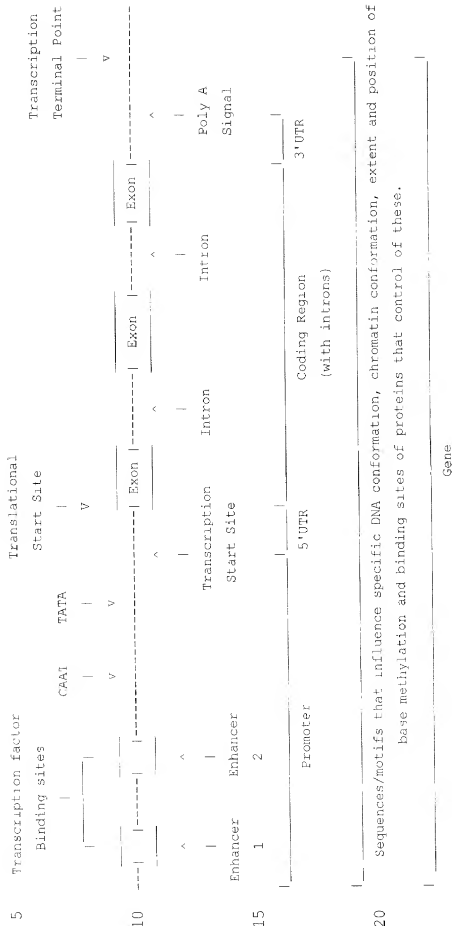 5
Transcription factor
Binding sites
CAAT
TATA
Translational
Start Site
Transcription
Terminal Point
10
Exon
Exon
Exon
Enhancer
1
Enhancer
2
Transcription
Start Site
Intron
Intron
Poly A
Signal
15
Promoter
5'UTR
Coding Region
(with introns)
3'UTR
20
Sequences/motifs that influence specific DNA conformation, chromatin conformation, extent and position of
base methylation and binding sites of proteins that control of these.
Gene